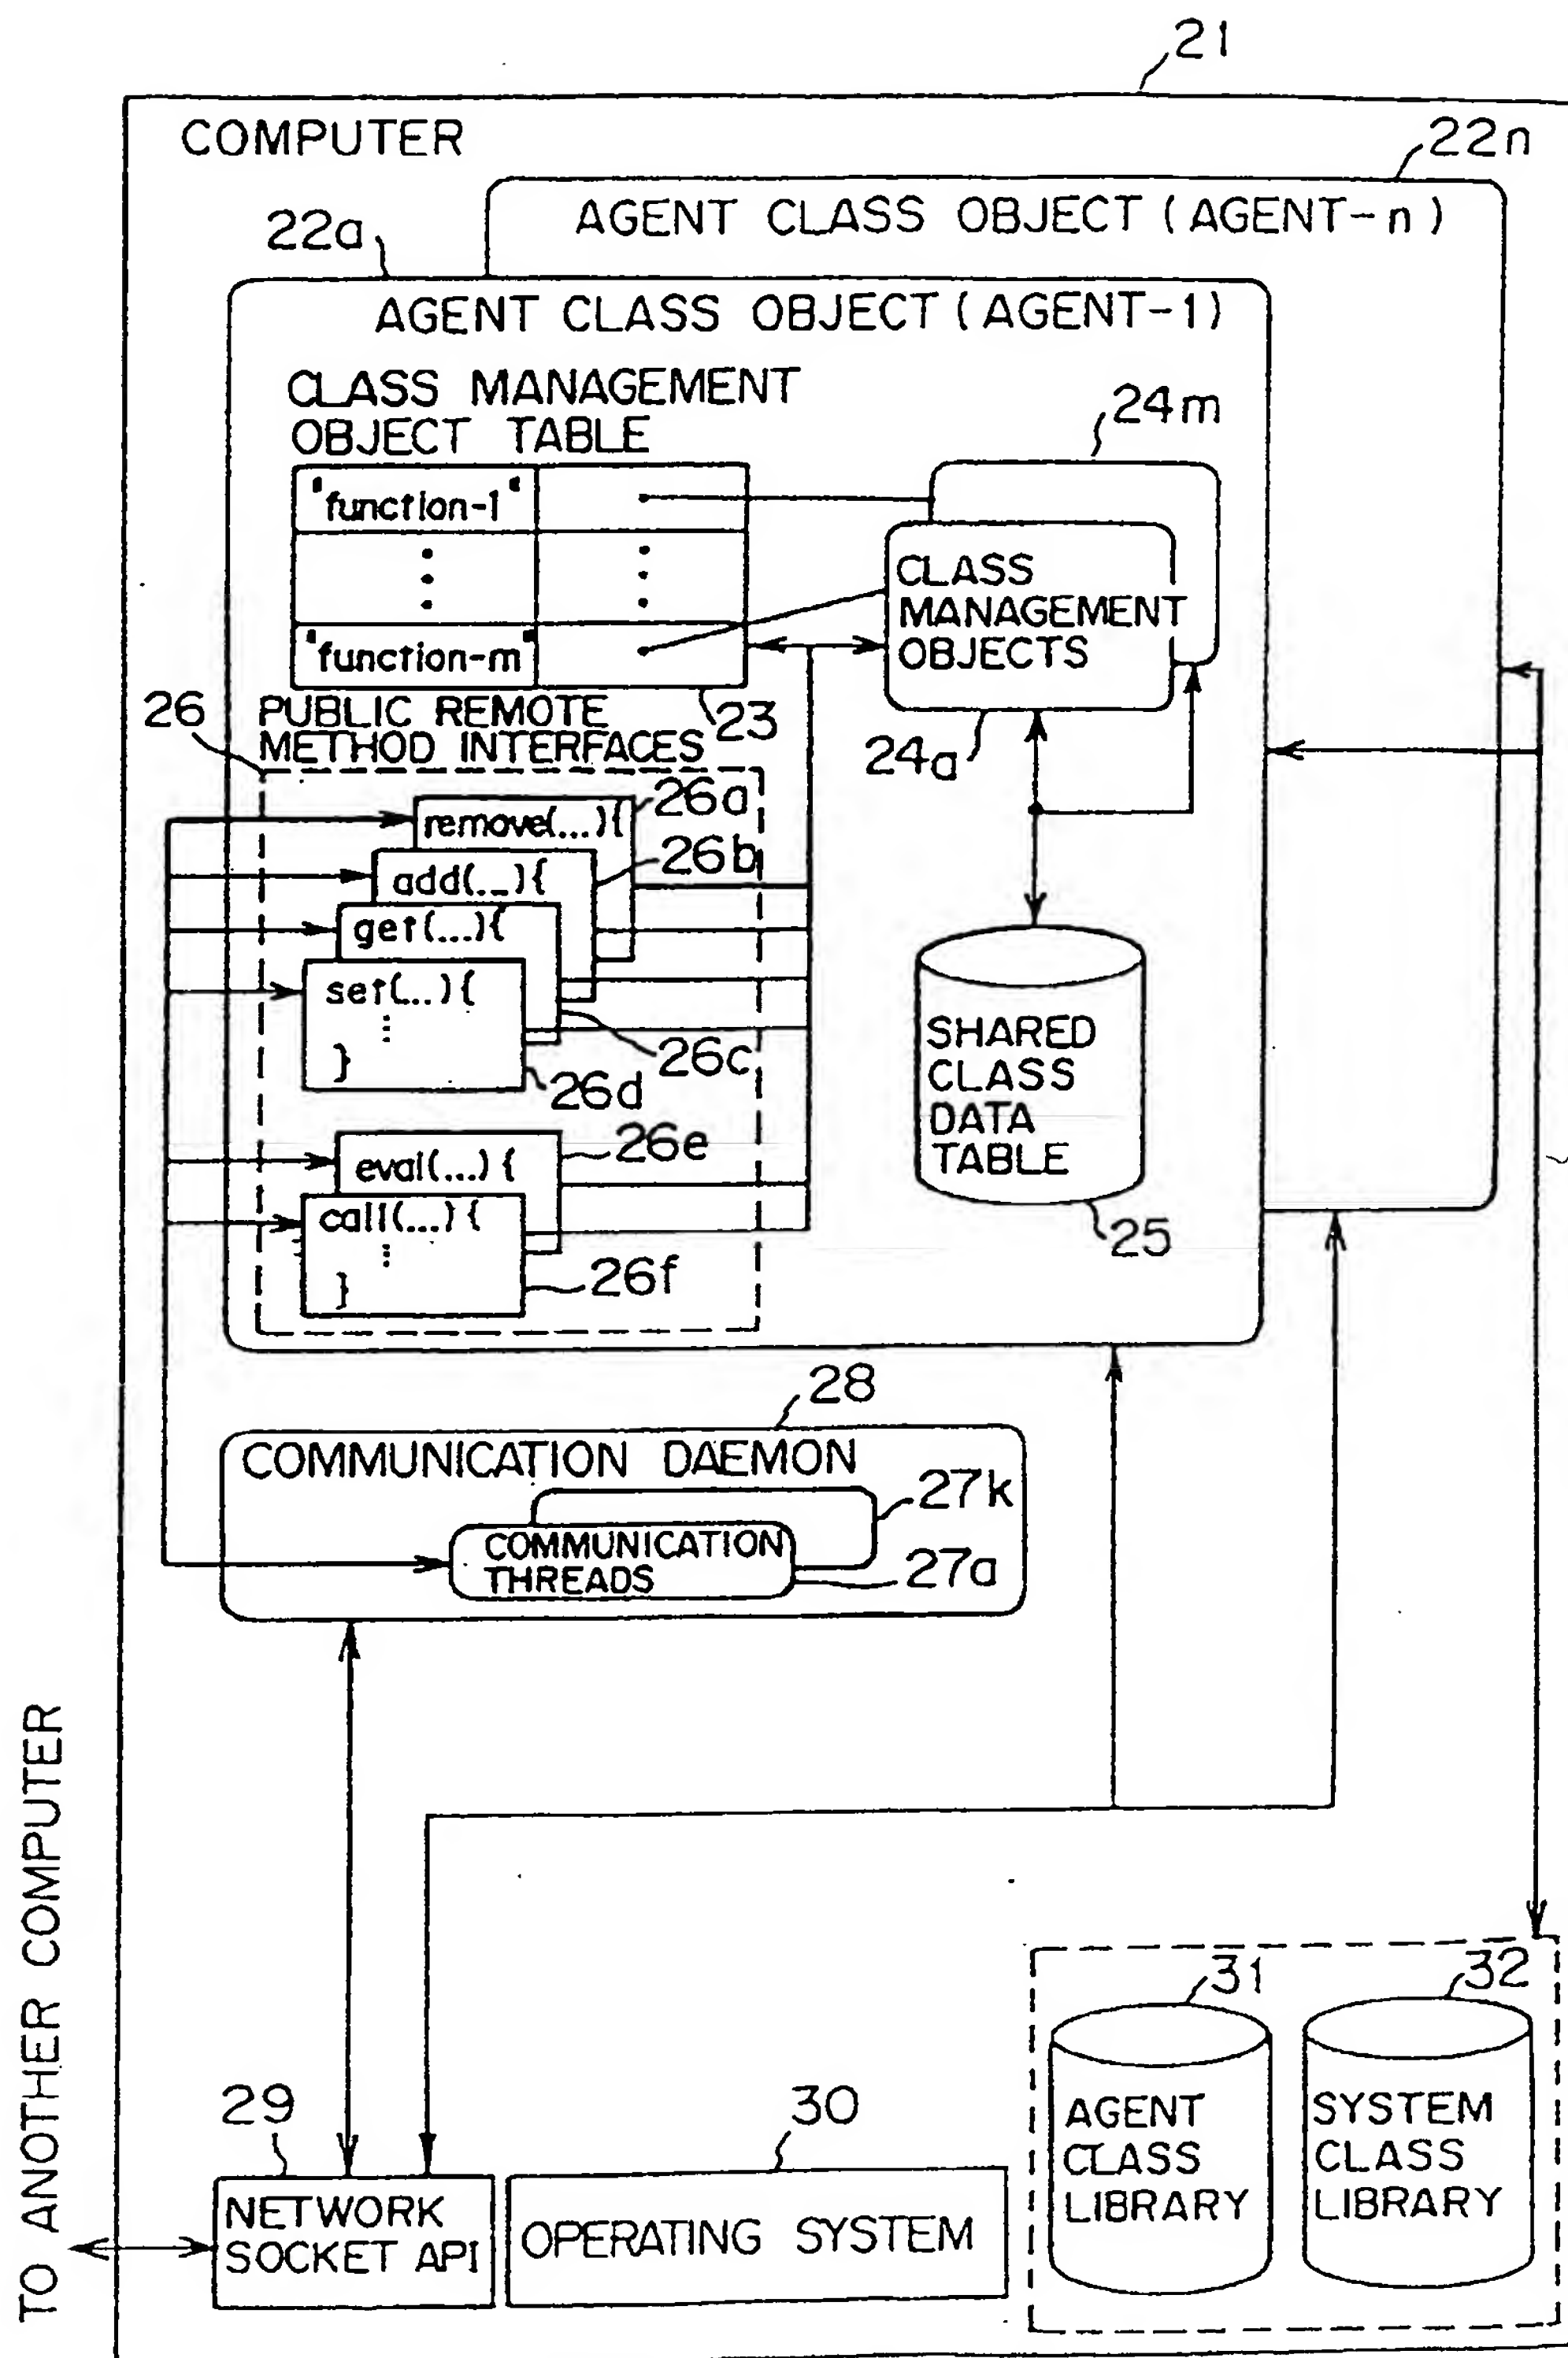 21
COMPUTER
22n
AGENT CLASS OBJECT (AGENT-n)
22a
AGENT CLASS OBJECT (AGENT-1)
CLASS MANAGEMENT
OBJECT TABLE
24m
"function-1"
"function-m"
CLASS
MANAGEMENT
OBJECTS
23
24a
26
PUBLIC REMOTE
METHOD INTERFACES
26a
remove(...){
26b
add(...){
get(...){
set(...){
⋮
}
26c
26d
SHARED
CLASS
DATA
TABLE
25
26e
eval(...) {
call(...) {
⋮
}
26f
28
COMMUNICATION DAEMON
27k
COMMUNICATION
THREADS
27a
TO ANOTHER COMPUTER
29
NETWORK
SOCKET API
30
OPERATING SYSTEM
31
AGENT
CLASS
LIBRARY
32
SYSTEM
CLASS
LIBRARY